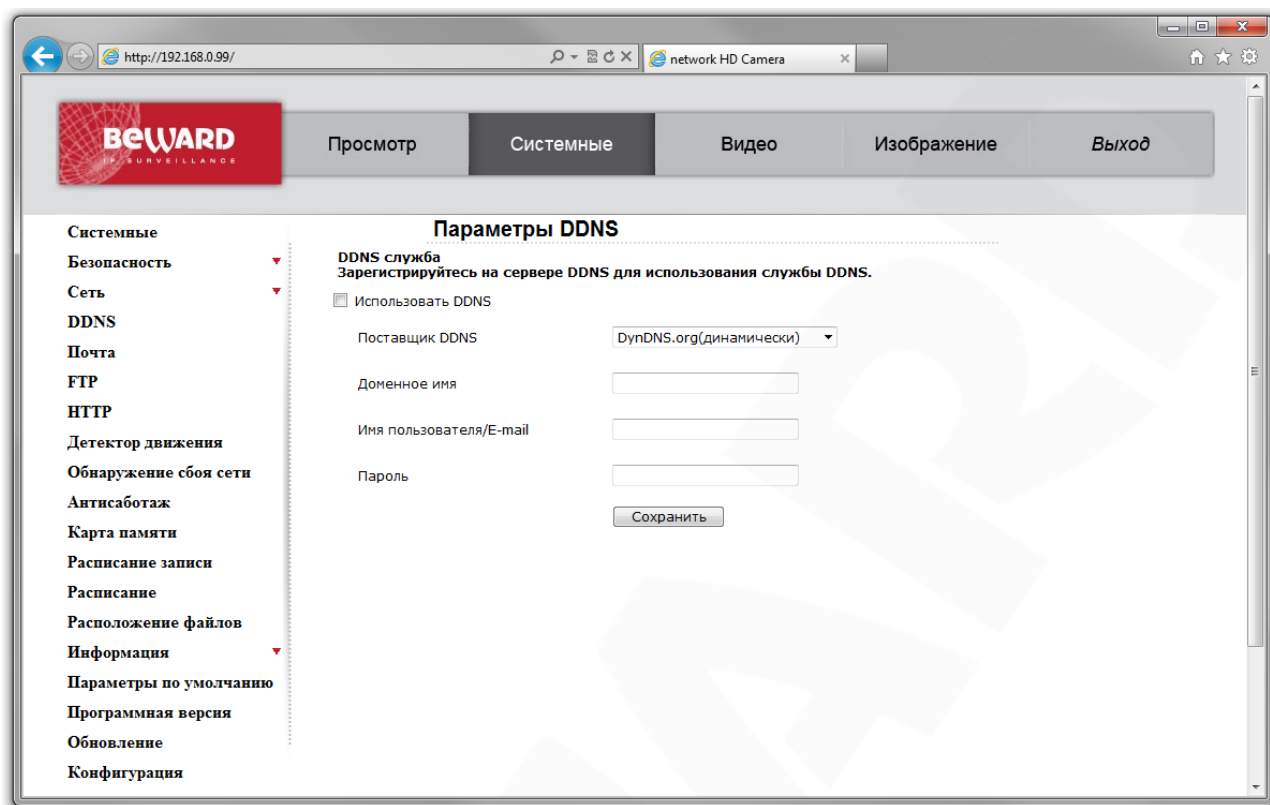 http://192.168.0.99/
network HD Camera
BEWARD
IP SURVEILLANCE
Просмотр
Системные
Видео
Изображение
Выход
Системные
Безопасность
Сеть
DDNS
Почта
FTP
HTTP
Детектор движения
Обнаружение сбоя сети
Антисаботаж
Карта памяти
Расписание записи
Расписание
Расположение файлов
Информация
Параметры по умолчанию
Программная версия
Обновление
Конфигурация
Параметры DDNS
DDNS служба
Зарегистрируйтесь на сервере DDNS для использования службы DDNS.
Использовать DDNS
Поставщик DDNS
DynDNS.org(динамически)
Доменное имя
Имя пользователя/E-mail
Пароль
Сохранить